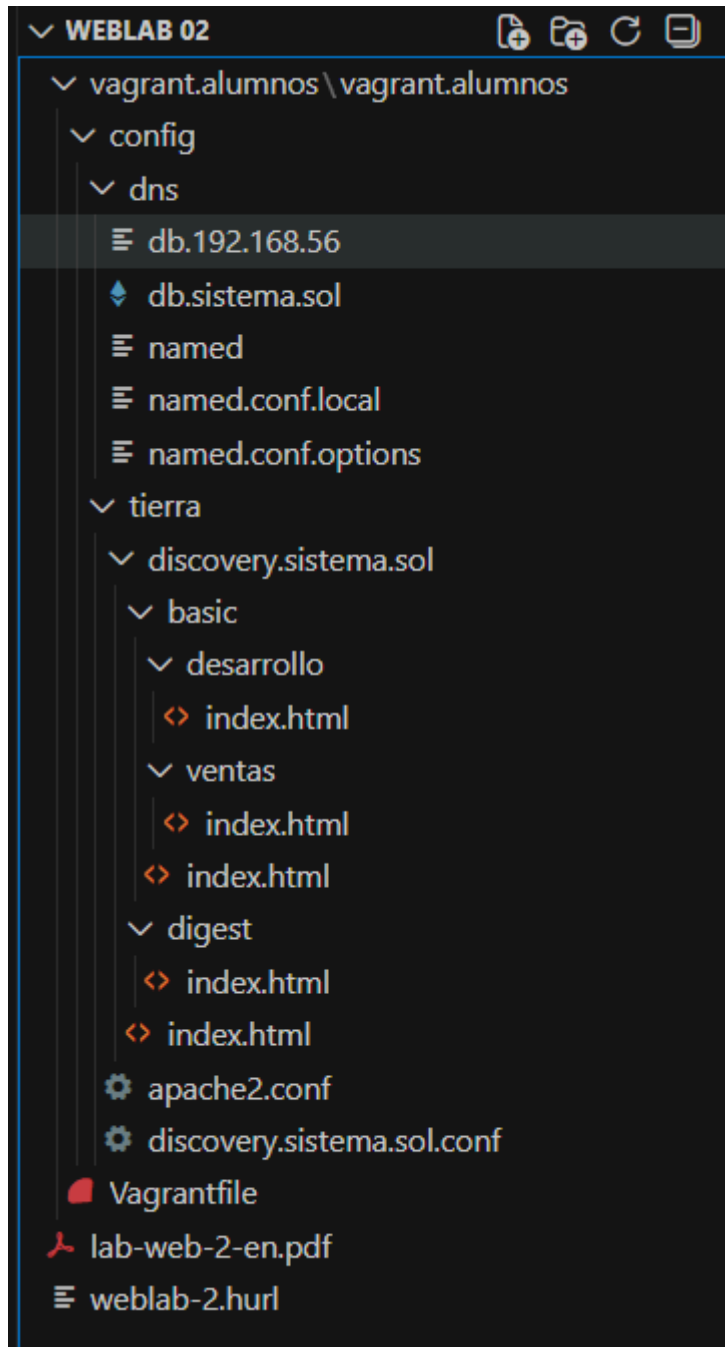 WEBLAB 02
vagrant.alumnos\vagrant.alumnos
config
dns
db.192.168.56
db.sistema.sol
named
named.conf.local
named.conf.options
tierra
discovery.sistema.sol
basic
desarrollo
index.html
ventas
index.html
index.html
digest
index.html
index.html
apache2.conf
discovery.sistema.sol.conf
Vagrantfile
lab-web-2-en.pdf
weblab-2.hurl